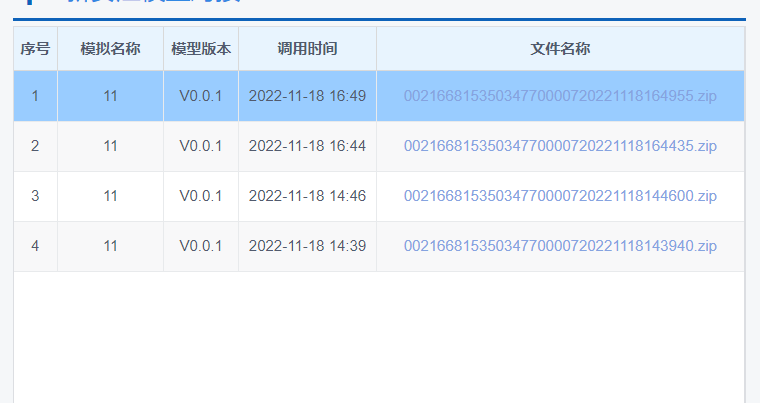 序号 模拟名称 模型版本 调用时间 文件名称
1 11 V0.0.1 2022-11-18 16:49 002166815350347700007202211181​64955.zip
2 11 V0.0.1 2022-11-18 16:44 00216681535034770000720221118164435.zip
3 11 V0.0.1 2022-11-18 14:46 00216681535034770000720221118144600.zip
4 11 V0.0.1 2022-11-18 14:39 00216681535034770000720221118143940.zip